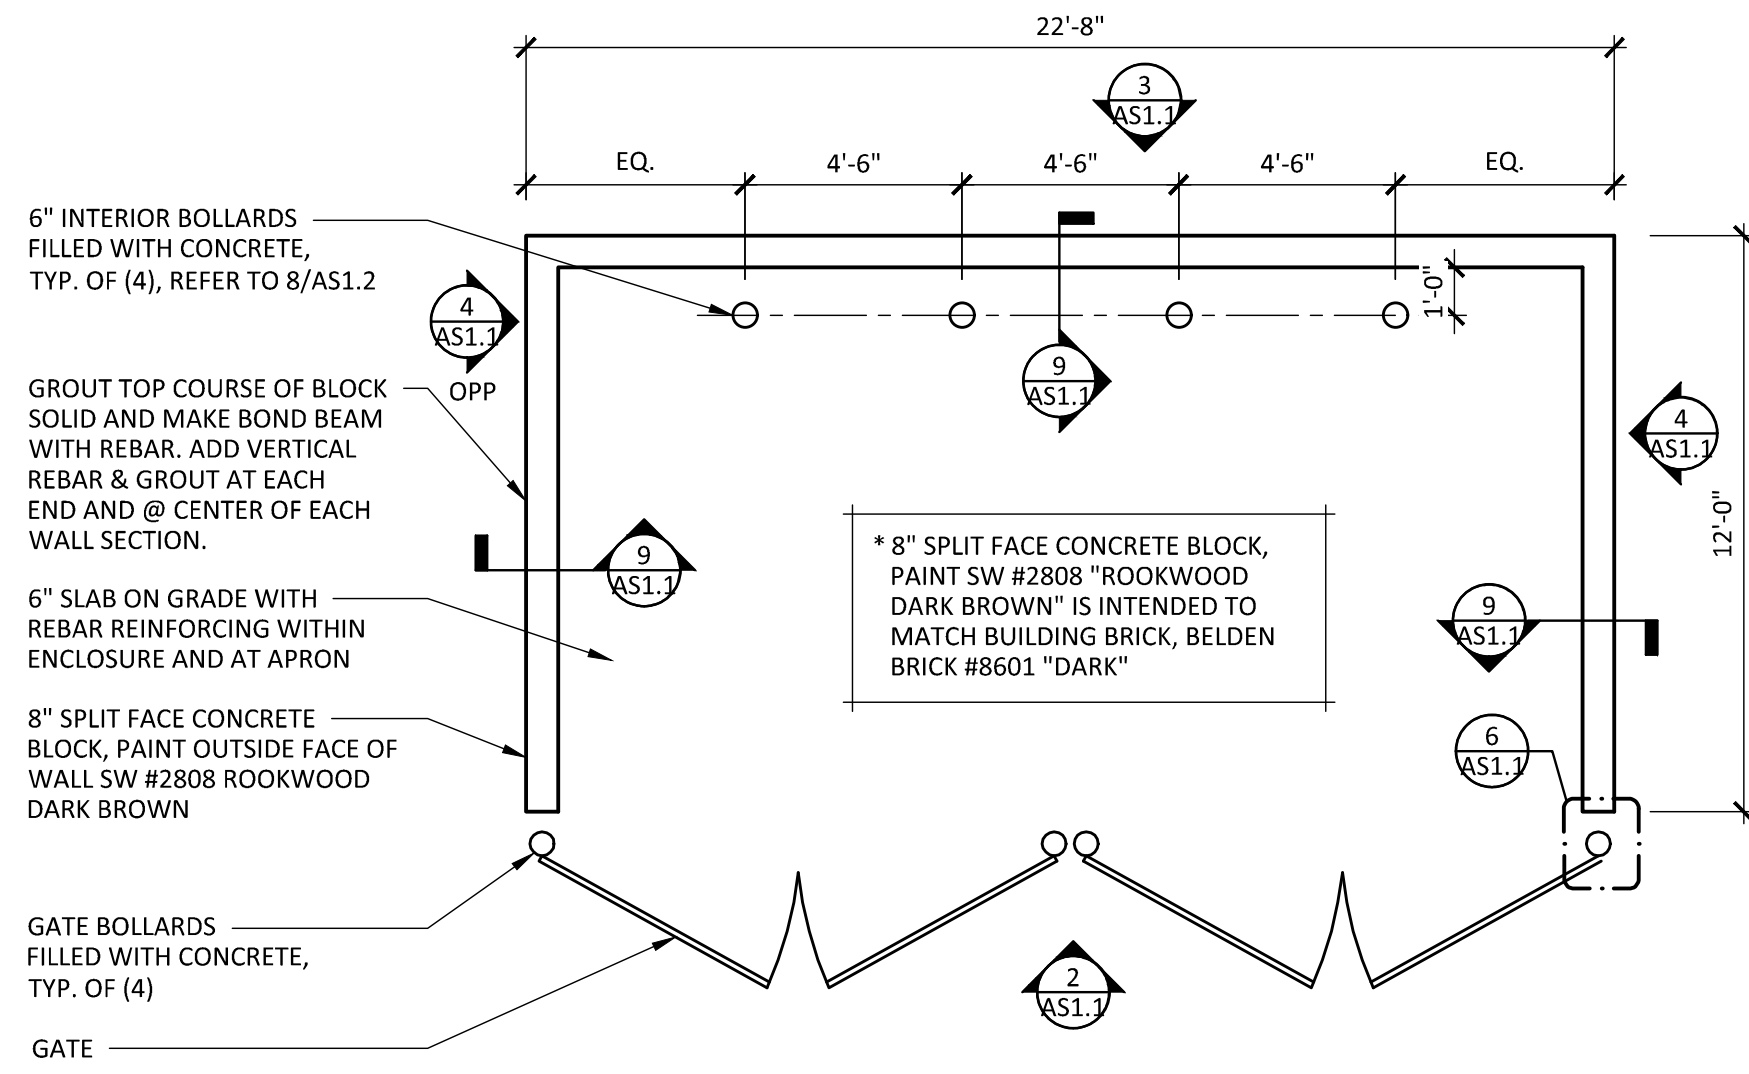 22'-8"
3
AS1.1
EQ.
4'-6"
4'-6"
4'-6"
EQ.
6" INTERIOR BOLLARDS
FILLED WITH CONCRETE,
TYP. OF (4), REFER TO 8/AS1.2
4
AS1.1
OPP
1'-0"
9
AS1.1
GROUT TOP COURSE OF BLOCK
SOLID AND MAKE BOND BEAM
WITH REBAR. ADD VERTICAL
REBAR & GROUT AT EACH
END AND @ CENTER OF EACH
WALL SECTION.
4
AS1.1
12'-0"
9
AS1.1
* 8" SPLIT FACE CONCRETE BLOCK,
PAINT SW #2808 "ROOKWOOD
DARK BROWN" IS INTENDED TO
MATCH BUILDING BRICK, BELDEN
BRICK #8601 "DARK"
9
AS1.1
6" SLAB ON GRADE WITH
REBAR REINFORCING WITHIN
ENCLOSURE AND AT APRON
8" SPLIT FACE CONCRETE
BLOCK, PAINT OUTSIDE FACE OF
WALL SW #2808 ROOKWOOD
DARK BROWN
6
AS1.1
GATE BOLLARDS
FILLED WITH CONCRETE,
TYP. OF (4)
2
AS1.1
GATE